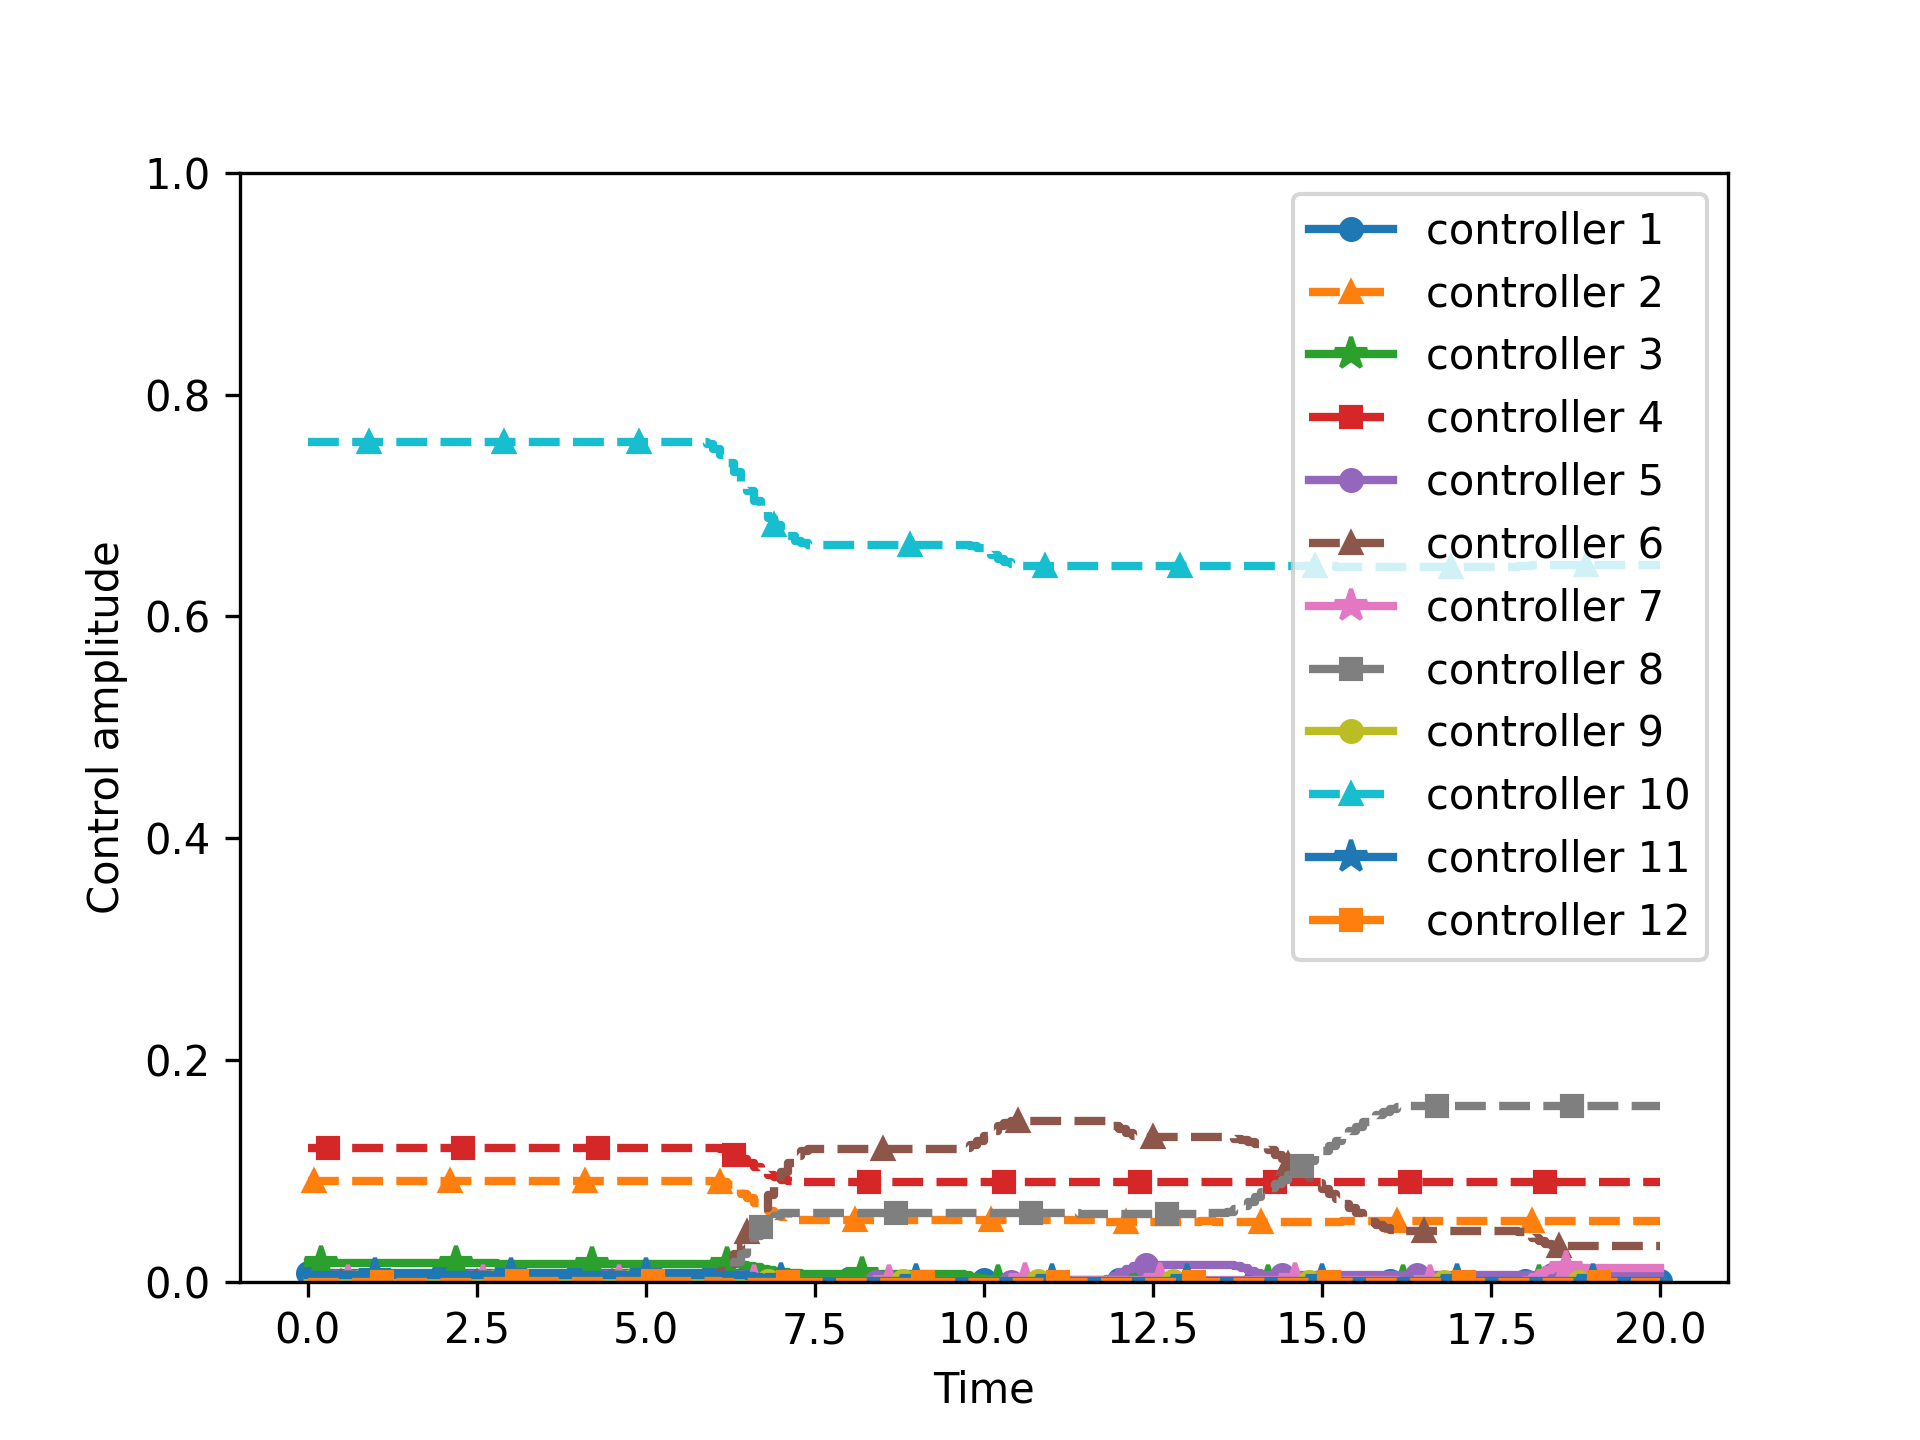 1.0
0.8
0.6
0.4
0.2
0.0
Control amplitude
controller 1
controller 2
controller 3
controller 4
controller 5
controller 6
controller 7
controller 8
controller 9
controller 10
controller 11
controller 12
0.0 2.5 5.0 7.5 10.0 12.5 15.0 17.5 20.0
Time